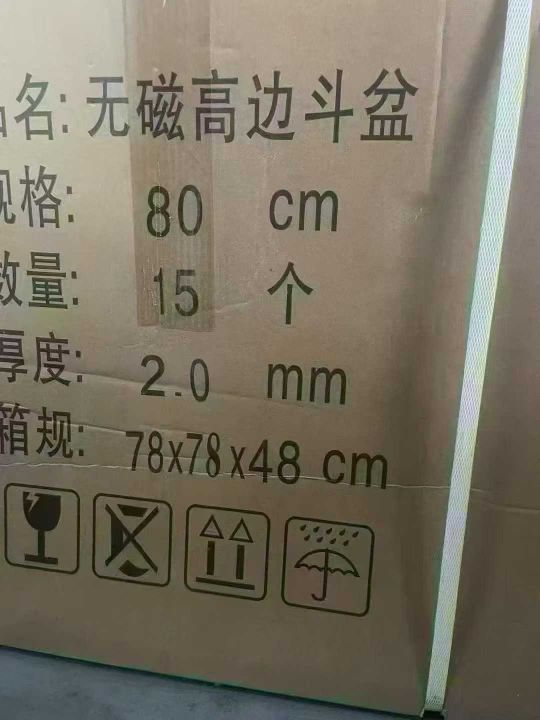 品名: 无磁高边斗盆
规格: 80 cm
数量: 15 个
厚度: 2.0 mm
箱规: 78x78x48 cm